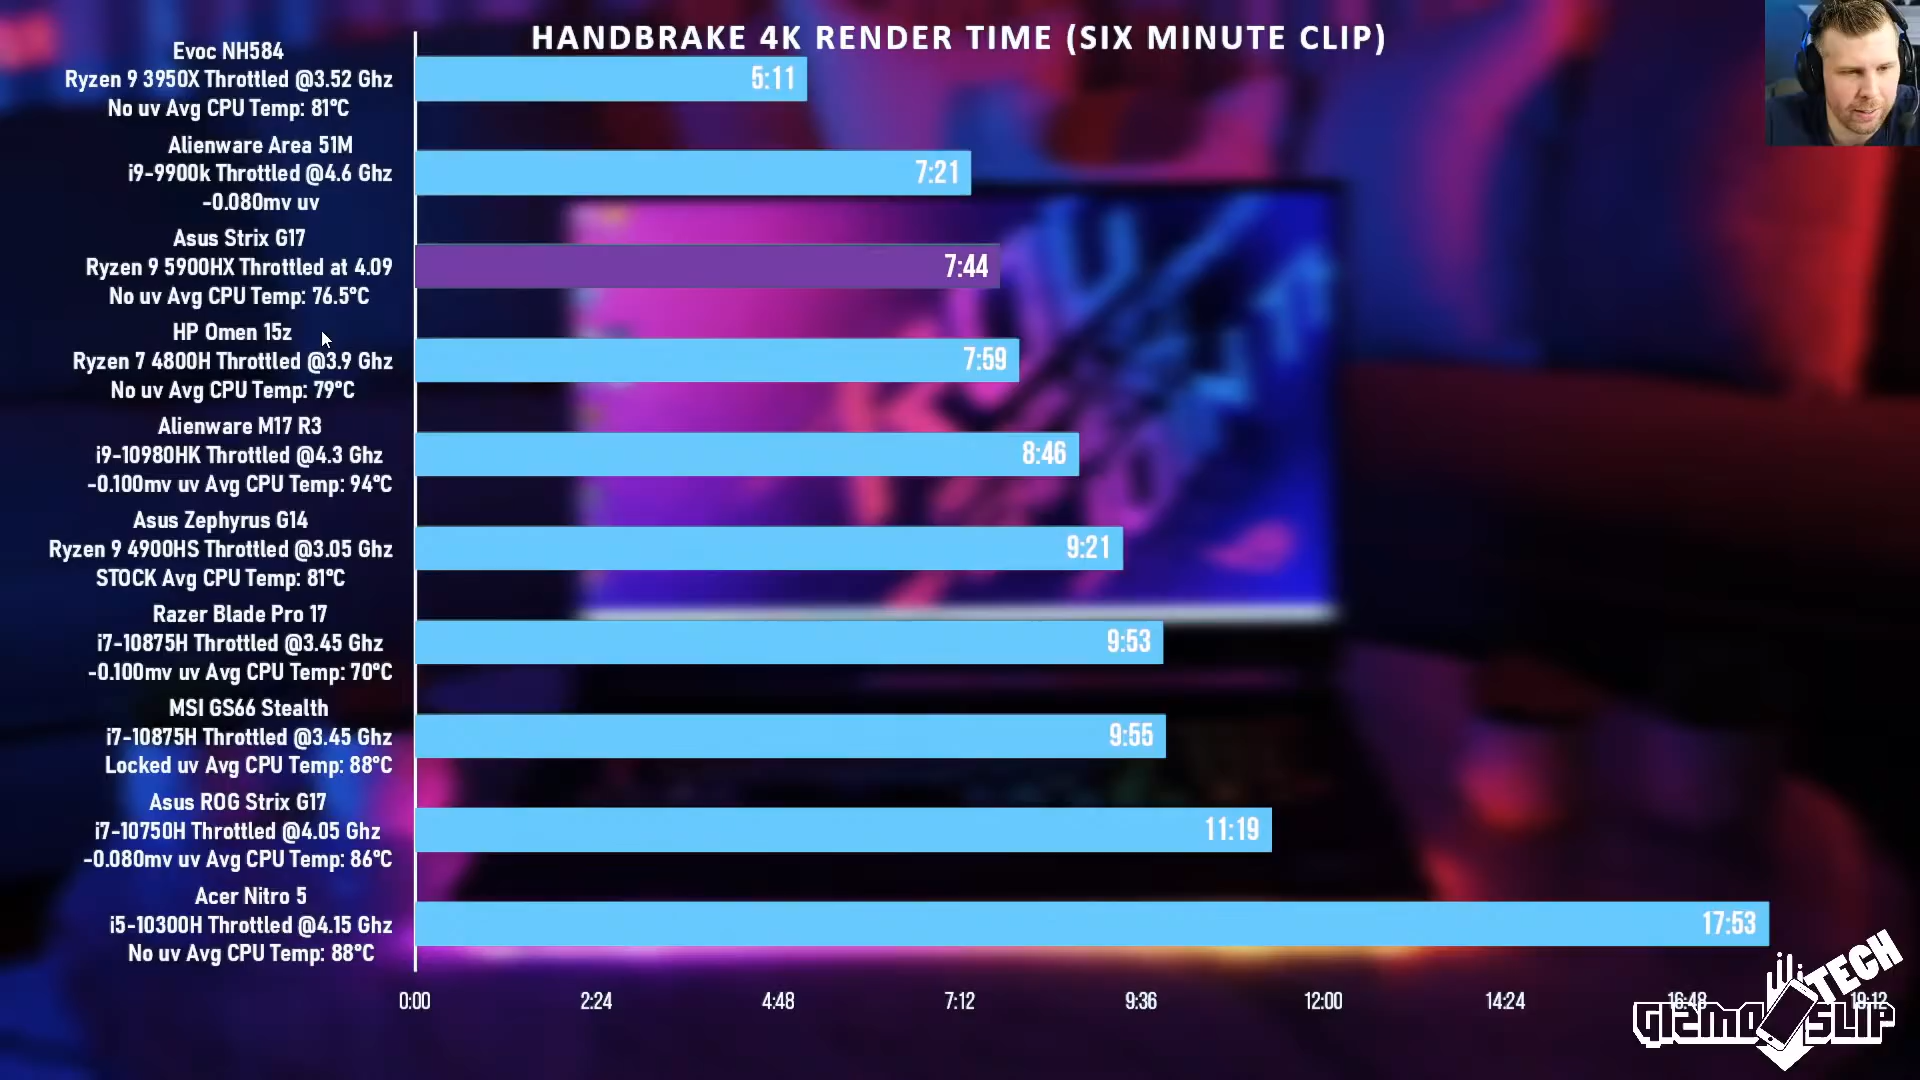 HANDBRAKE 4K RENDER TIME (SIX MINUTE CLIP)
Evoc NH584
Ryzen 9 3950X Throttled @3.52 Ghz
No uv Avg CPU Temp: 81°C
5:11
Alienware Area 51M
i9-9900k Throttled @4.6 Ghz
-0.080mv uv
7:21
Asus Strix G17
Ryzen 9 5900HX Throttled at 4.09
No uv Avg CPU Temp: 76.5°C
7:44
HP Omen 15z
Ryzen 7 4800H Throttled @3.9 Ghz
No uv Avg CPU Temp: 79°C
7:59
Alienware M17 R3
i9-10980HK Throttled @4.3 Ghz
-0.100mv uv Avg CPU Temp: 94°C
8:46
Asus Zephyrus G14
Ryzen 9 4900HS Throttled @3.05 Ghz
STOCK Avg CPU Temp: 81°C
9:21
Razer Blade Pro 17
i7-10875H Throttled @3.45 Ghz
-0.100mv uv Avg CPU Temp: 70°C
9:53
MSI GS66 Stealth
i7-10875H Throttled @3.45 Ghz
Locked uv Avg CPU Temp: 88°C
9:55
Asus ROG Strix G17
i7-10750H Throttled @4.05 Ghz
-0.080mv uv Avg CPU Temp: 86°C
11:19
Acer Nitro 5
i5-10300H Throttled @4.15 Ghz
No uv Avg CPU Temp: 88°C
17:53
0:00 2:24 4:48 7:12 9:36 12:00 14:24 16:48 19:12
GIZMO SLIP TECH